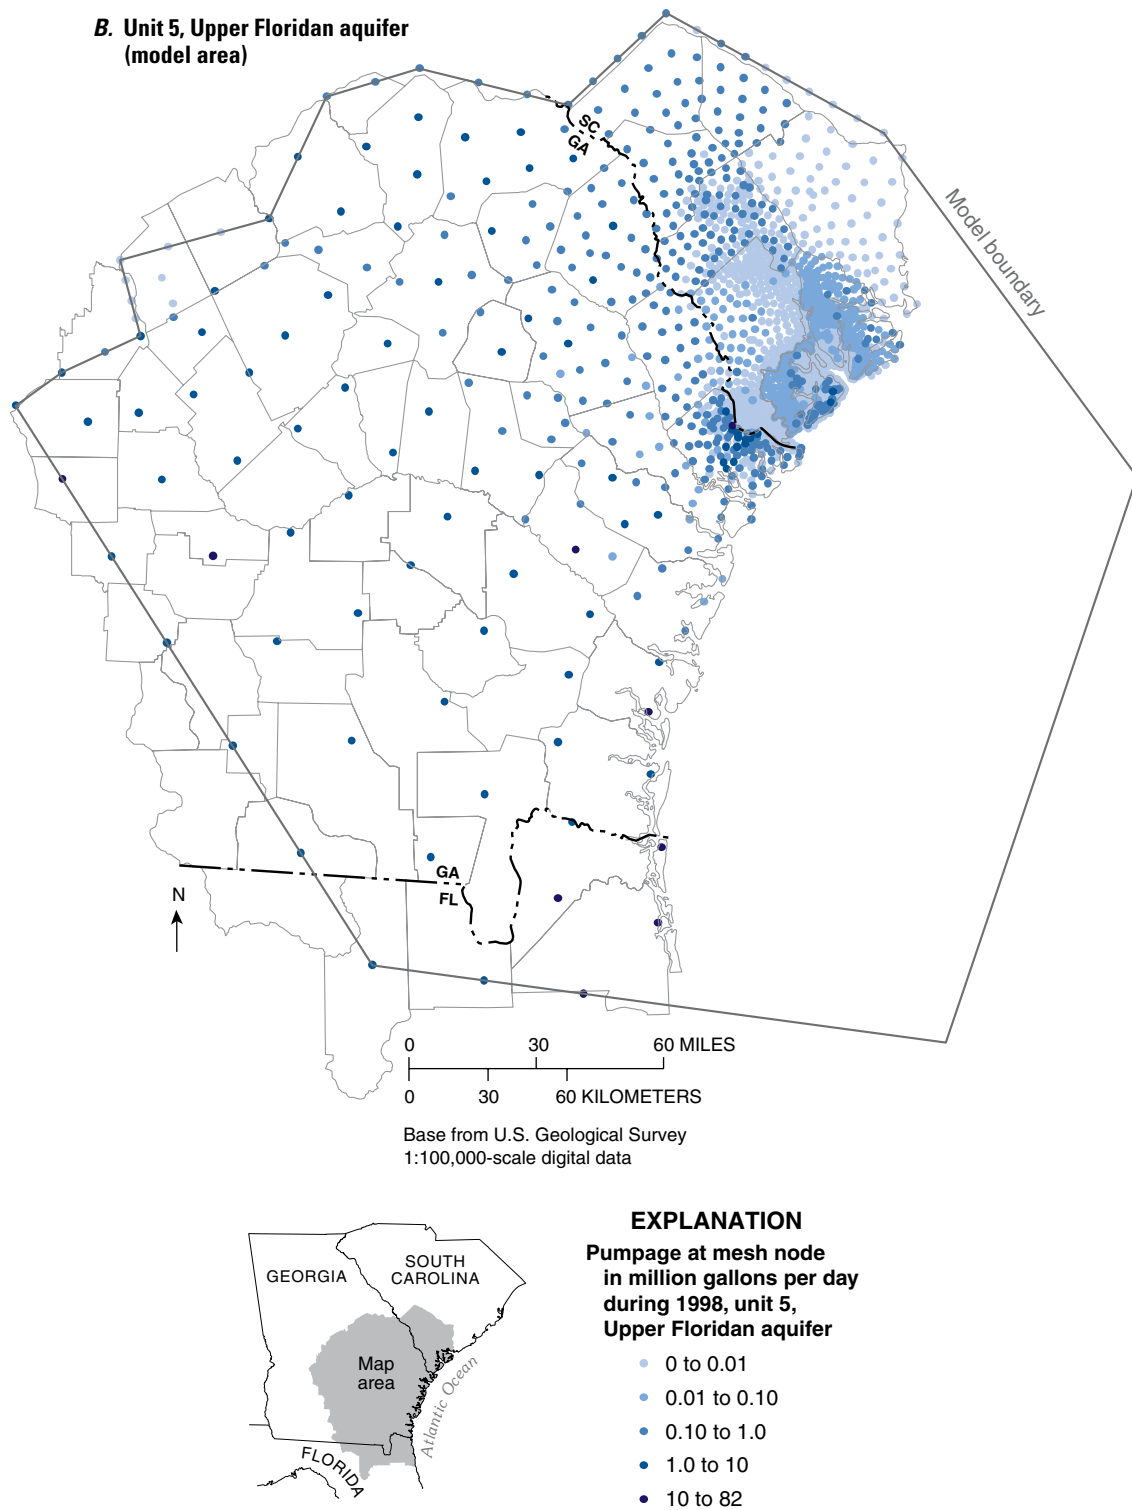 B. Unit 5, Upper Floridan aquifer
(model area)
SC
GA
Model boundary
GA
FL
N
0 30 60 MILES
0 30 60 KILOMETERS
Base from U.S. Geological Survey
1:100,000-scale digital data
GEORGIA
SOUTH
CAROLINA
Map
area
Atlantic Ocean
FLORIDA
EXPLANATION
Pumpage at mesh node
in million gallons per day
during 1998, unit 5,
Upper Floridan aquifer
0 to 0.01
0.01 to 0.10
0.10 to 1.0
1.0 to 10
10 to 82